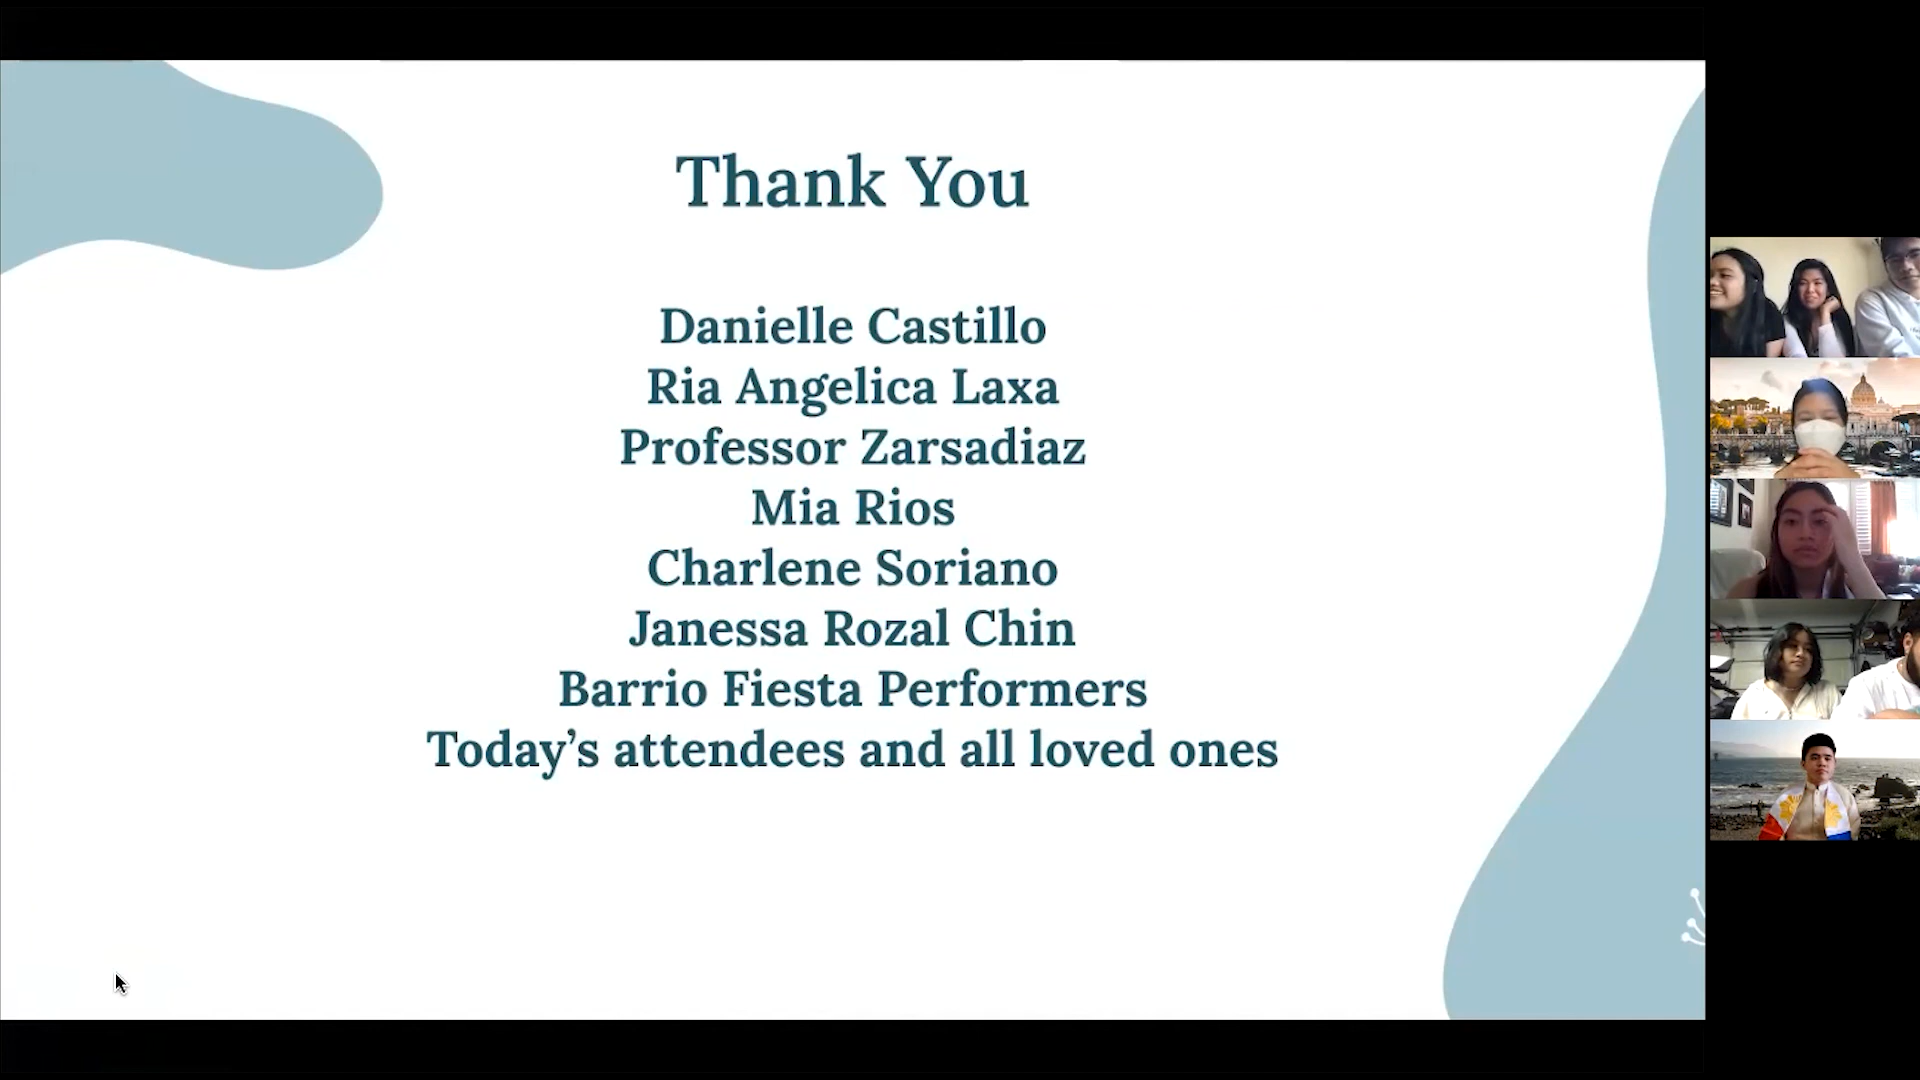 Thank You
Danielle Castillo
Ria Angelica Laxa
Professor Zarsadiaz
Mia Rios
Charlene Soriano
Janessa Rozal Chin
Barrio Fiesta Performers
Today’s attendees and all loved ones